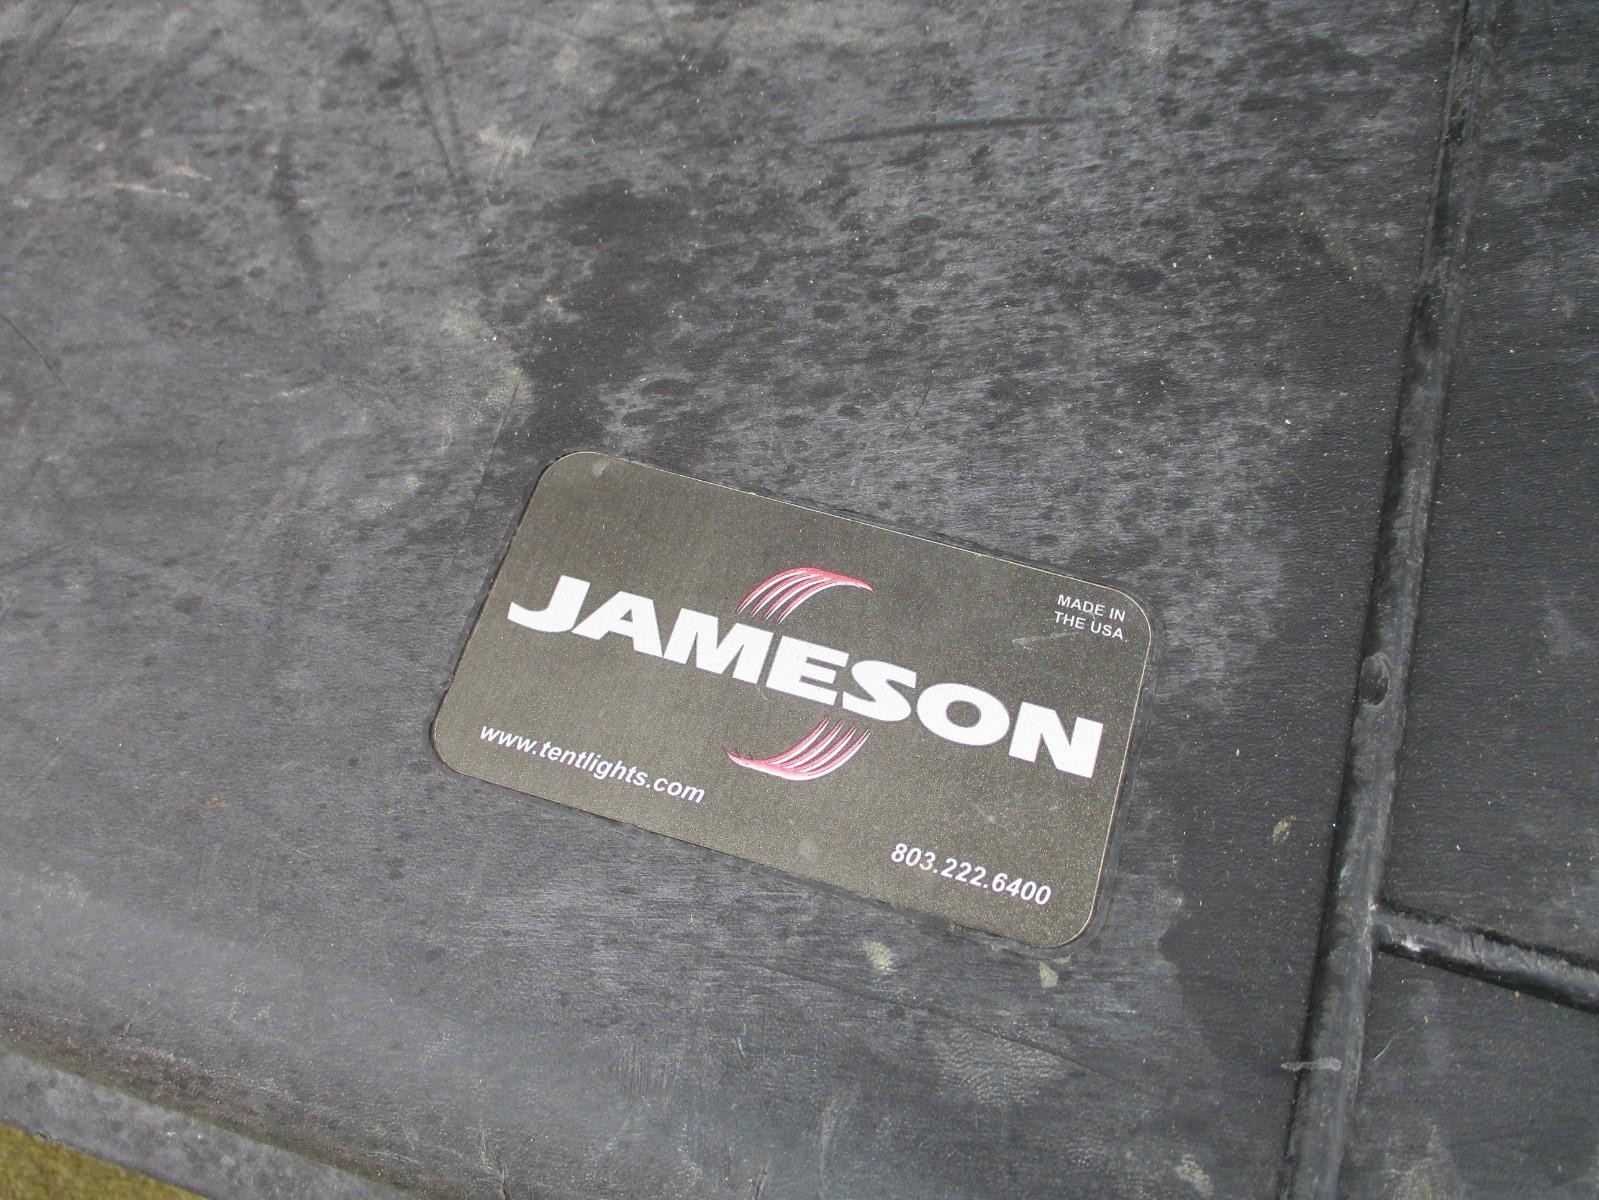 MADE IN
THE USA
JAMESON
www.tentlights.com
803.222.6400